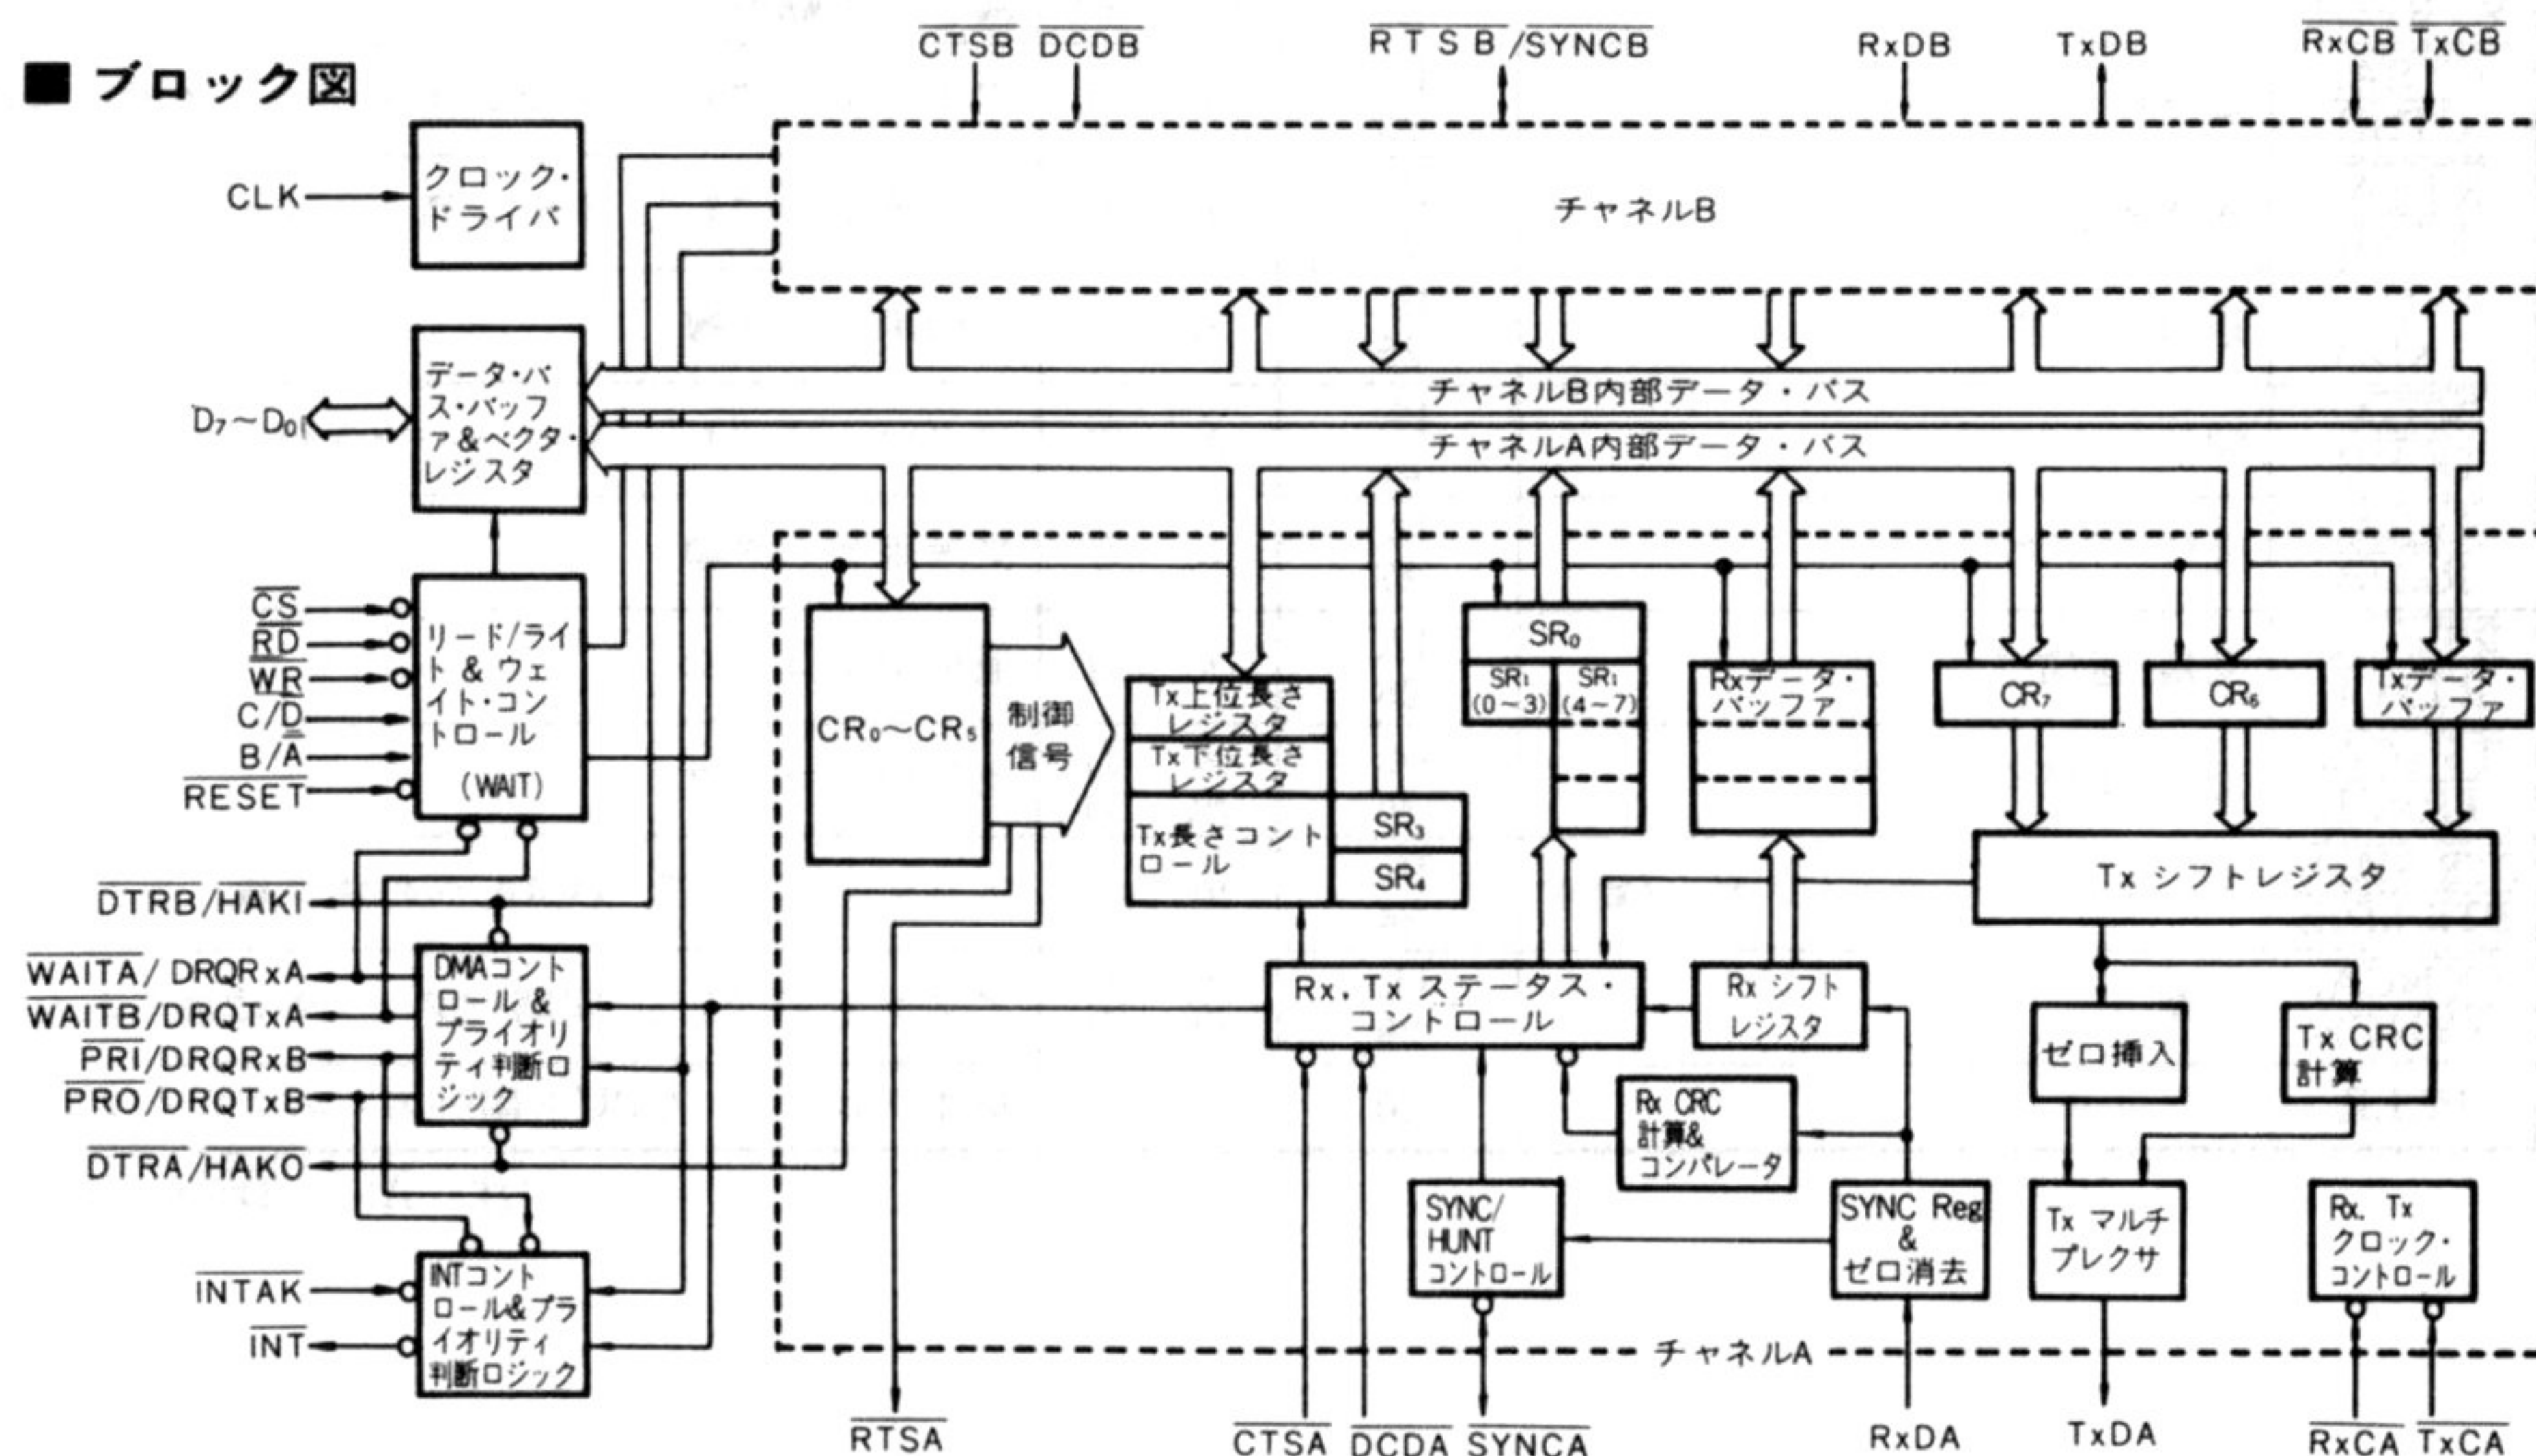 ■ ブロック図
CTSB DCDB
RTSB/SYNCB
RxDB
TxDB
RxCB TxCB
CLK
クロック・
ドライバ
チャネルB
データ・バ
ス・バッフ
ァ&ベクタ・
レジスタ
D₇〜D₀
チャネルB内部データ・バス
チャネルA内部データ・バス
CS
RD
WR
C/D
B/A
RESET
リード/ライ
ト & ウェ
イト・コン
トロール
(WAIT)
CR₀〜CR₅
制御
信号
Tx上位長さ
レジスタ
Tx下位長さ
レジスタ
Tx長さコント
ロール
SR₃
SR₄
SR₀
SR₁
(0〜3)
SR₁
(4〜7)
Rxデータ・
バッファ
CR₇
CR₆
Txデータ・
バッファ
Tx シフトレジスタ
DTRB/HAKI
WAITA/ DRQRxA
WAITB/DRQTxA
PRI/DRQRxB
PRO/DRQTxB
DTRA/HAKO
DMAコント
ロール &
プライオリ
ティ判断ロ
ジック
Rx, Tx ステータス・
コントロール
Rx シフト
レジスタ
ゼロ挿入
Tx CRC
計算
Rx CRC
計算&
コンパレータ
SYNC/
HUNT
コントロール
SYNC Reg
&
ゼロ消去
Tx マルチ
プレクサ
Rx. Tx
クロック・
コントロール
INTAK
INT
INTコント
ロール&プラ
イオリティ
判断ロジック
チャネルA
RTSA
CTSA DCDA SYNCA
RxDA
TxDA
RxCA TxCA